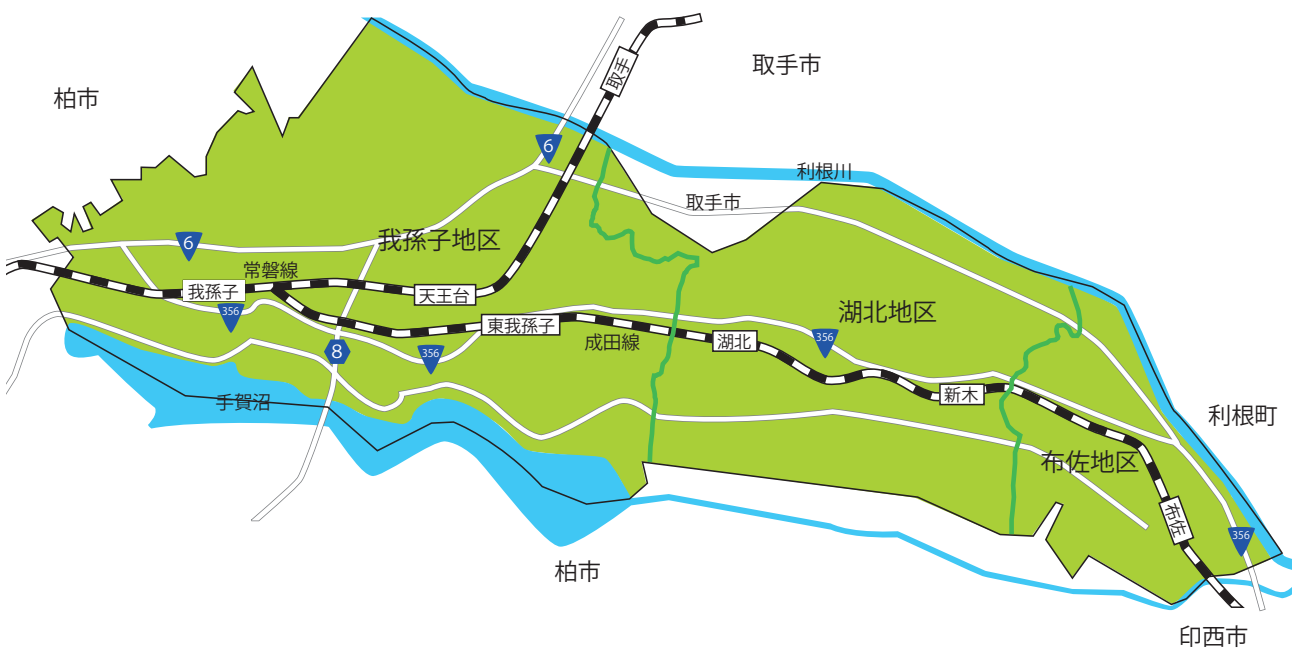 取手
取手市
柏市
6
利根川
取手市
6
我孫子地区
常磐線
我孫子
天王台
356
湖北地区
東我孫子
356
成田線
湖北
8
356
新木
手賀沼
利根町
布佐地区
布佐
356
柏市
印西市